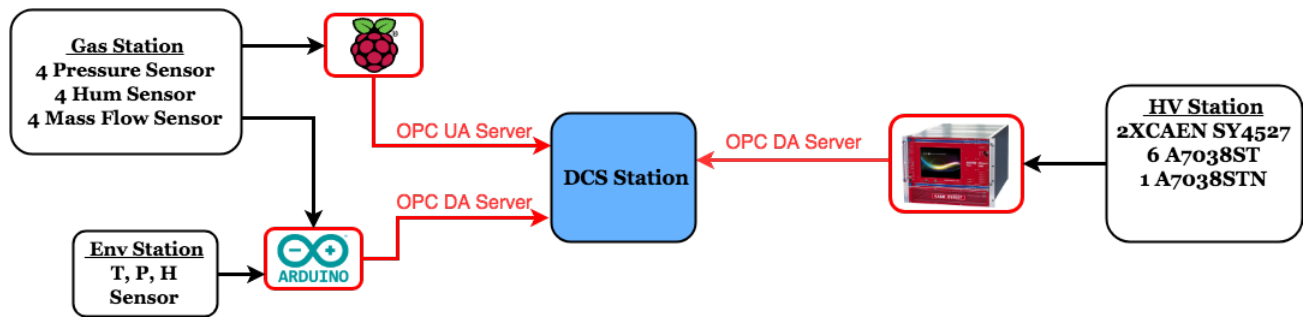 Gas Station
4 Pressure Sensor
4 Hum Sensor
4 Mass Flow Sensor
OPC UA Server
OPC DA Server
DCS Station
OPC DA Server
HV Station
2XCAEN SY4527
6 A7038ST
1 A7038STN
Env Station
T, P, H
Sensor
ARDUINO